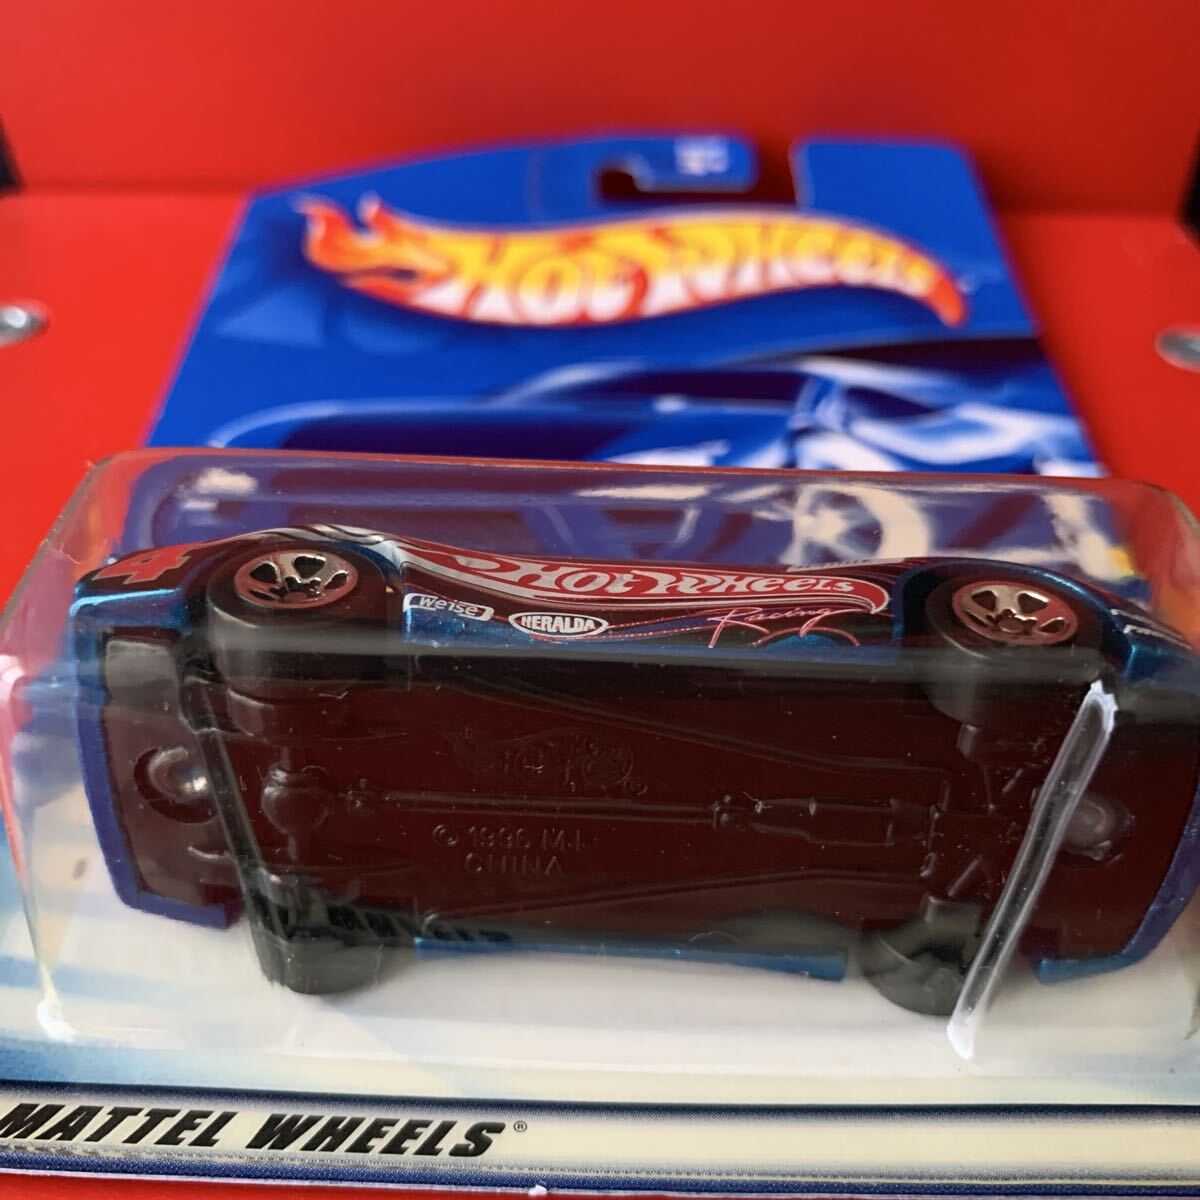 HOT WHEELS
4
HOT WHEELS
Racing
weise
HERALDA
© 1996 M.I.
CHINA
MATTEL WHEELS®